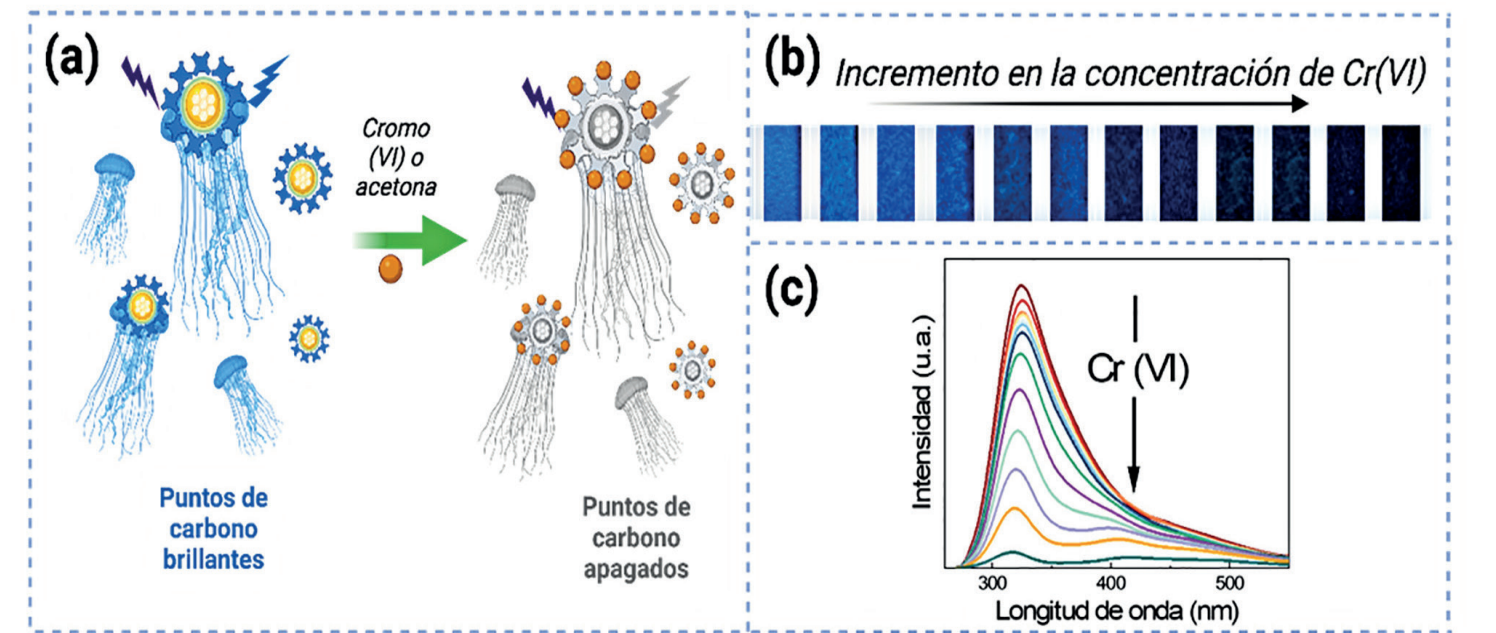 (a)
Cromo
(VI) o
acetona
Puntos de
carbono
brillantes
Puntos de
carbono
apagados
(b)
Incremento en la concentración de Cr(VI)
(c)
Intensidad (u.a.)
Cr (VI)
300 400 500
Longitud de onda (nm)